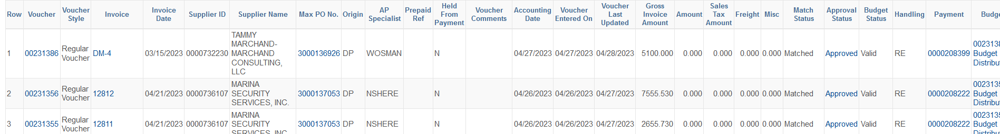 Row Voucher Voucher Style Invoice Invoice Date Supplier ID Supplier Name Max PO No. Origin AP Specialist Prepaid Ref Held From Payment Voucher Comments Accounting Date Voucher Entered On Voucher Last Updated Gross Invoice Amount Amount Sales Tax Amount Freight Misc Match Status Approval Status Budget Status Handling Payment
1 00231386 Regular Voucher DM-4 03/15/2023 0000732230 TAMMY MARCHAND-MARCHAND CONSULTING, LLC 3000136926 DP WOSMAN N 04/27/2023 04/27/2023 04/28/2023 5100.000 0.000 0.000 0.000 0.000 Matched Approved Valid RE 0000208399 Budget
2 00231356 Regular Voucher 12812 04/21/2023 0000736107 MARINA SECURITY SERVICES, INC. 3000137053 DP NSHERE N 04/26/2023 04/26/2023 04/27/2023 7555.530 0.000 0.000 0.000 0.000 Matched Approved Valid RE 0000208222 Budget
3 00231355 Regular Voucher 12811 04/21/2023 0000736107 MARINA SECURITY SERVICES, INC. 3000137053 DP NSHERE N 04/26/2023 04/26/2023 04/27/2023 2655.730 0.000 0.000 0.000 0.000 Matched Approved Valid RE 0000208222 Budget